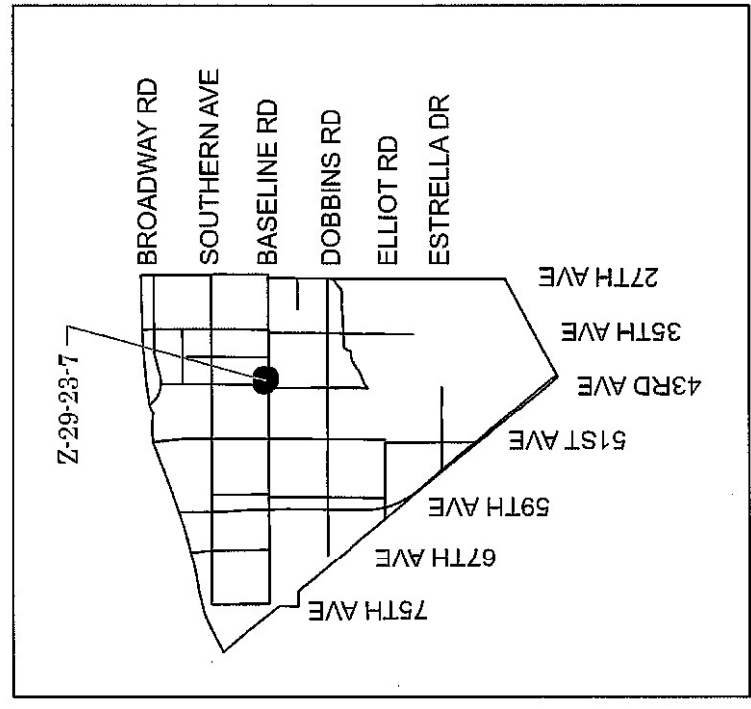 Z-29-23-7
BROADWAY RD
SOUTHERN AVE
BASELINE RD
DOBBINS RD
ELLIOT RD
ESTRELLA DR
27TH AVE
35TH AVE
43RD AVE
51ST AVE
59TH AVE
67TH AVE
75TH AVE